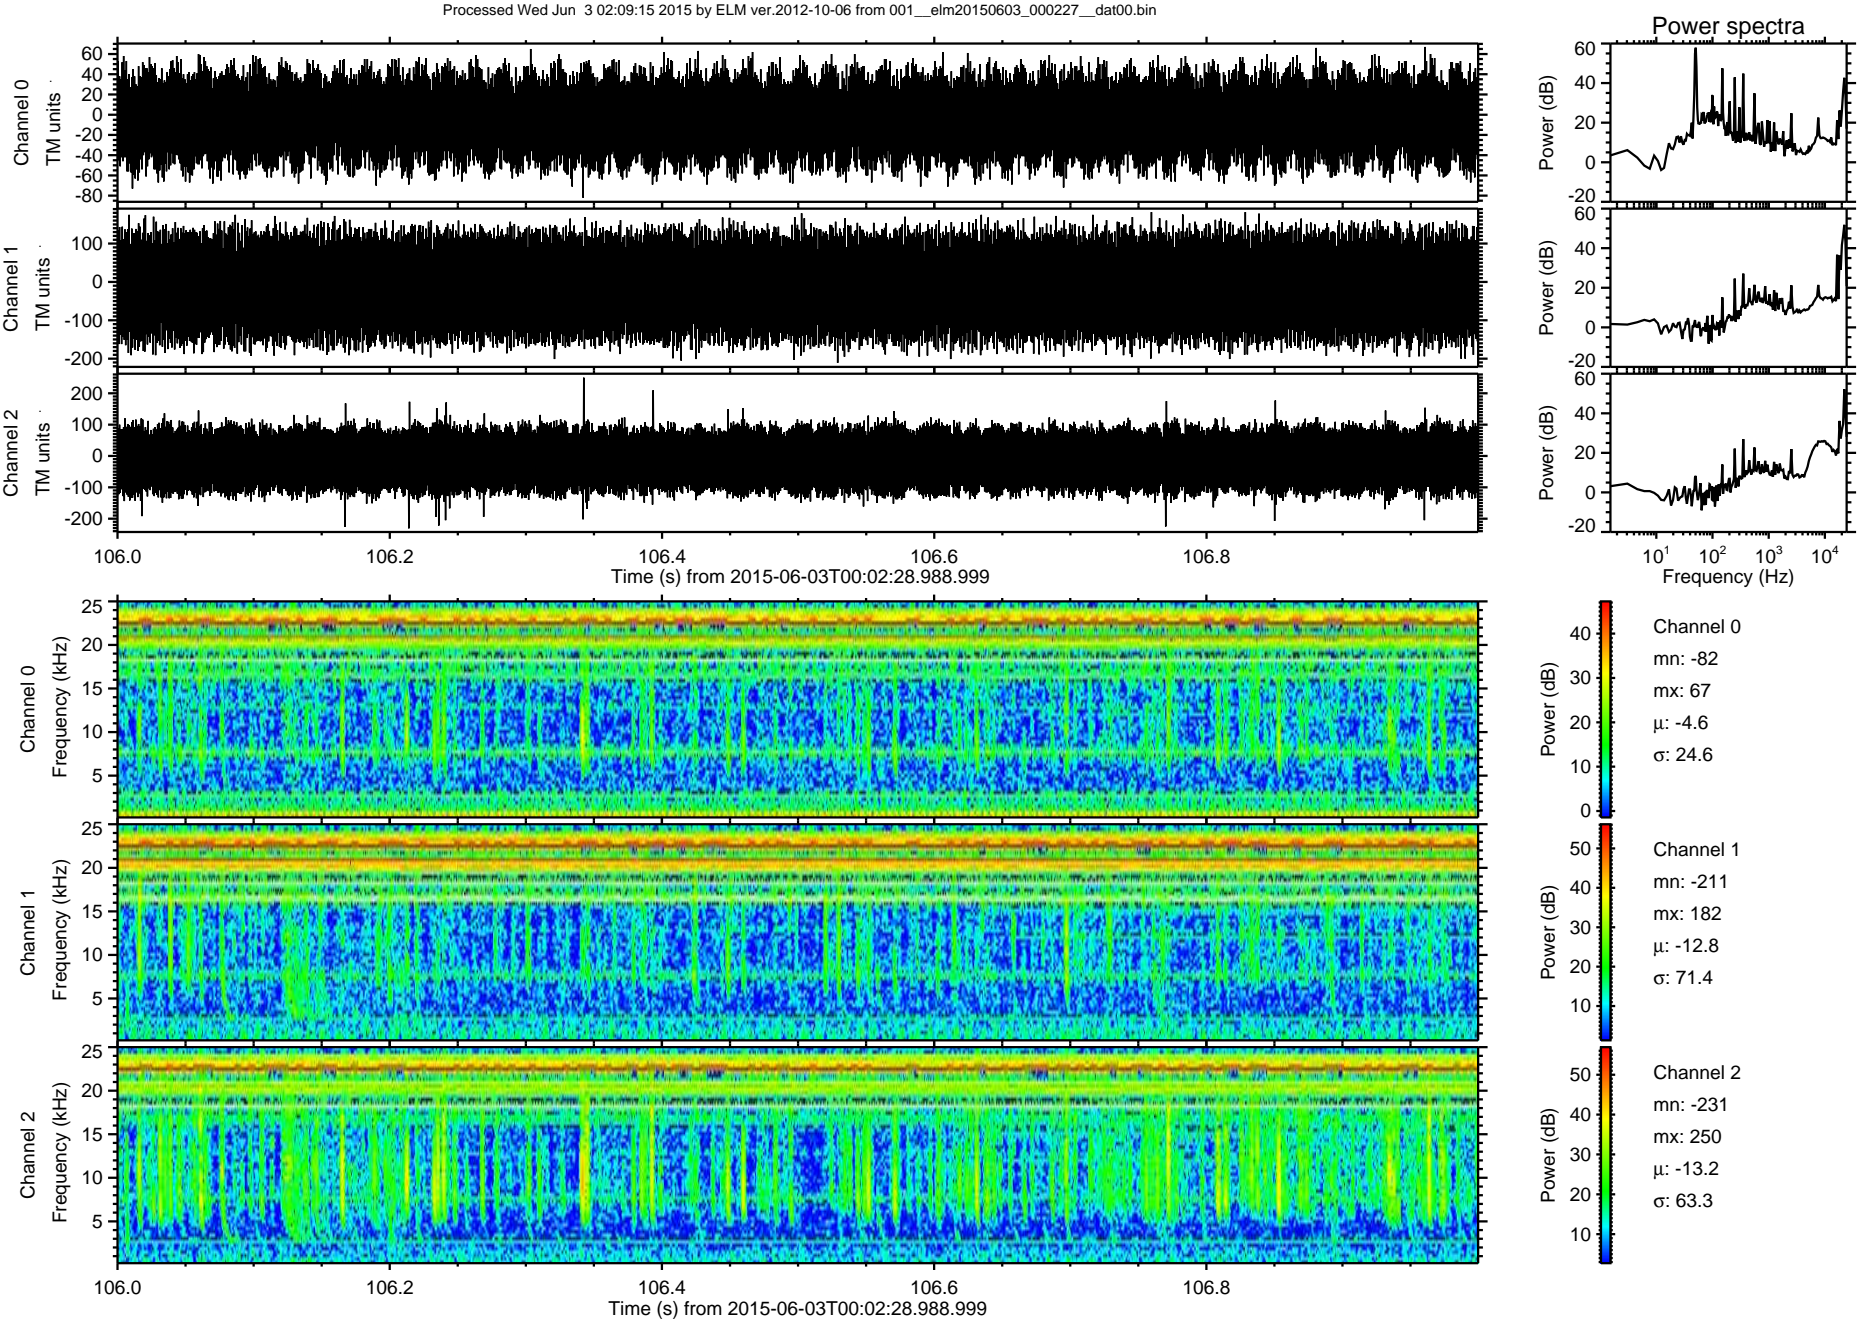 Processed Wed Jun  3 02:09:15 2015 by ELM ver.2012-10-06 from 001__elm20150603_000227__dat00.bin
Power spectra
Channel 0
TM units
60
40
20
0
-20
-40
-60
-80
Power (dB)
60
40
20
0
-20
Channel 1
TM units
100
0
-100
-200
Power (dB)
60
40
20
0
-20
Channel 2
TM units
200
100
0
-100
-200
Power (dB)
60
40
20
0
-20
106.0 106.2 106.4 106.6 106.8
Time (s) from 2015-06-03T00:02:28.988.999
10^1 10^2 10^3 10^4
Frequency (Hz)
Channel 0
Frequency (kHz)
25
20
15
10
5
Power (dB)
40
30
20
10
0
Channel 0
mn: -82
mx: 67
μ: -4.6
σ: 24.6
Channel 1
Frequency (kHz)
25
20
15
10
5
Power (dB)
50
40
30
20
10
Channel 1
mn: -211
mx: 182
μ: -12.8
σ: 71.4
Channel 2
Frequency (kHz)
25
20
15
10
5
Power (dB)
50
40
30
20
10
Channel 2
mn: -231
mx: 250
μ: -13.2
σ: 63.3
106.0 106.2 106.4 106.6 106.8
Time (s) from 2015-06-03T00:02:28.988.999